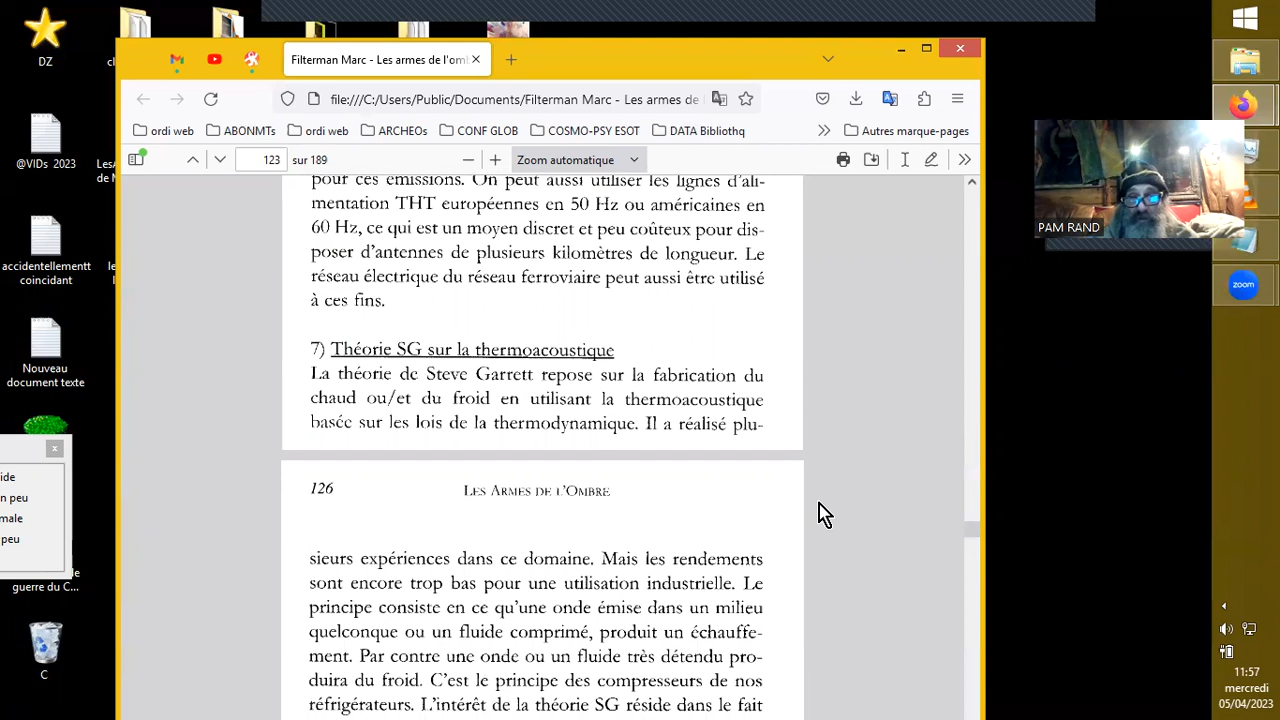 DZ
cl
@VIDs 2023
LesA
de N
accidentellementt
coincidant
le
Nouveau
document texte
ide
n peu
male
peu
le
guerre du C...
C
Filterman Marc - Les armes de l'om
file:///C:/Users/Public/Documents/Filterman Marc - Les armes de
ordi web
ABONMTs
ordi web
ARCHEOs
CONF GLOB
COSMO-PSY ESOT
DATA Bibliothq
Autres marque-pages
123
sur 189
Zoom automatique
pour ces émissions. On peut aussi utiliser les lignes d'ali-
mentation THT européennes en 50 Hz ou américaines en
60 Hz, ce qui est un moyen discret et peu coûteux pour dis-
poser d'antennes de plusieurs kilomètres de longueur. Le
réseau électrique du réseau ferroviaire peut aussi être utilisé
à ces fins.
7) Théorie SG sur la thermoacoustique
La théorie de Steve Garrett repose sur la fabrication du
chaud ou/et du froid en utilisant la thermoacoustique
basée sur les lois de la thermodynamique. Il a réalisé plu-
126
LES ARMES DE L'OMBRE
sieurs expériences dans ce domaine. Mais les rendements
sont encore trop bas pour une utilisation industrielle. Le
principe consiste en ce qu'une onde émise dans un milieu
quelconque ou un fluide comprimé, produit un échauffe-
ment. Par contre une onde ou un fluide très détendu pro-
duira du froid. C'est le principe des compresseurs de nos
réfrigérateurs. L'intérêt de la théorie SG réside dans le fait
PAM RAND
zoom
11:57
mercredi
05/04/2023